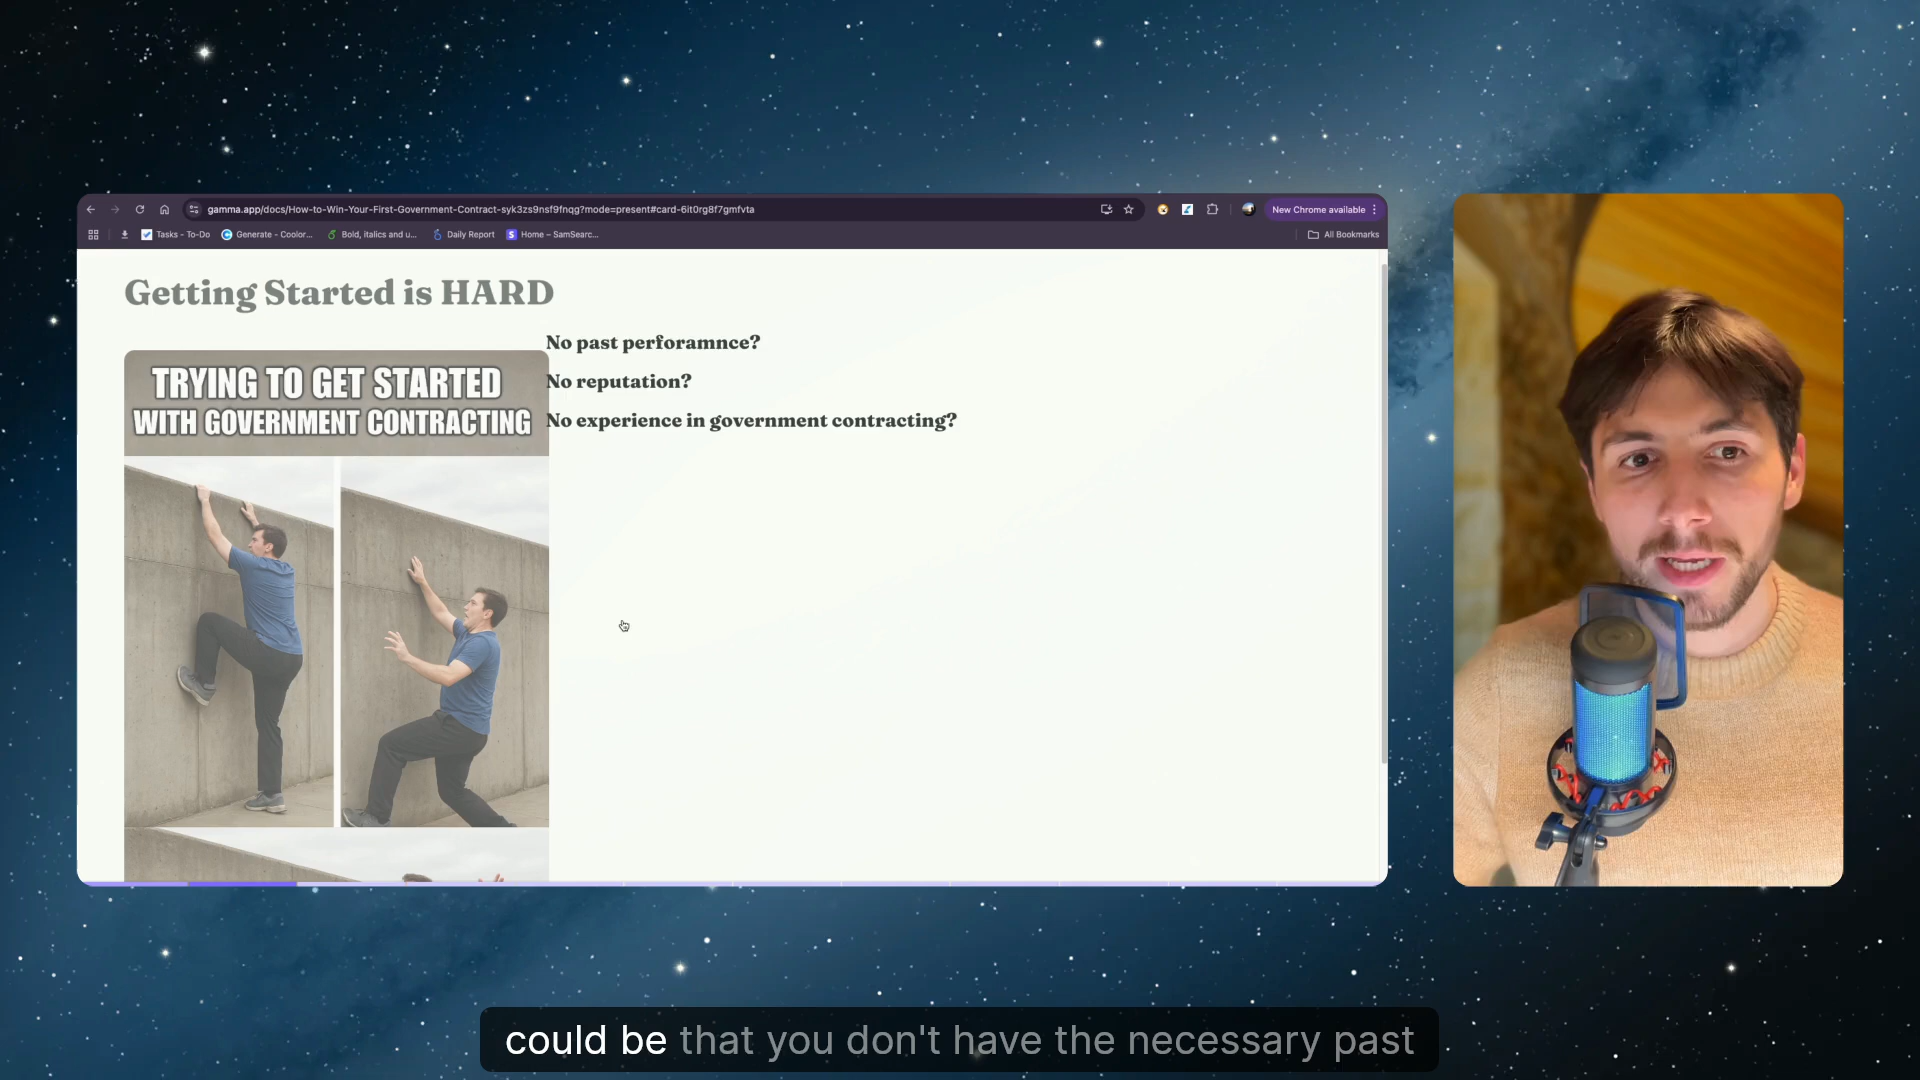 gamma.app/docs/How-to-Win-Your-First-Government-Contract-syk3zs9nsf9fnqg?mode=present#card-6it0rg8f7gmfvta
New Chrome available
Tasks - To-Do
Generate - Coolor...
Bold, italics and u...
Daily Report
Home – SamSearc...
All Bookmarks
Getting Started is HARD
No past perforamnce?
No reputation?
No experience in government contracting?
TRYING TO GET STARTED
WITH GOVERNMENT CONTRACTING
could be that you don't have the necessary past